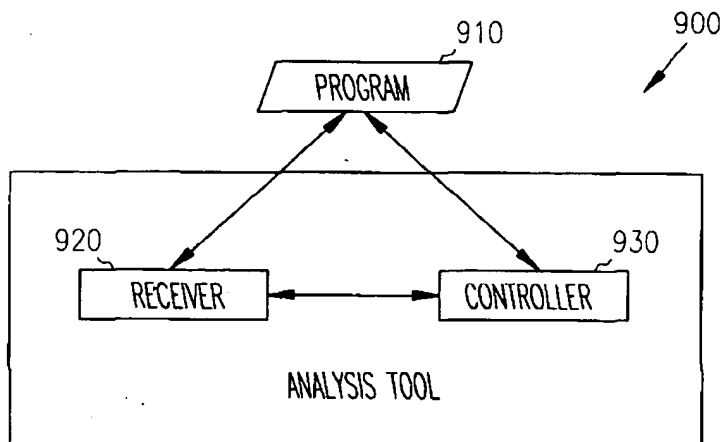 910
900
PROGRAM
920
930
RECEIVER
CONTROLLER
ANALYSIS TOOL